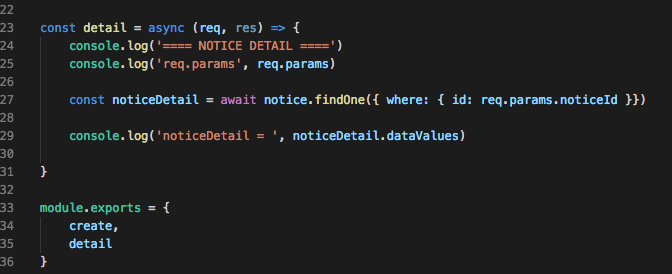 22
23 const detail = async (req, res) => {
24 console.log('==== NOTICE DETAIL ====')
25 console.log('req.params', req.params)
26
27 const noticeDetail = await notice.findOne({ where: { id: req.params.noticeId }})
28
29 console.log('noticeDetail = ', noticeDetail.dataValues)
30
31 }
32
33 module.exports = {
34 create,
35 detail
36 }